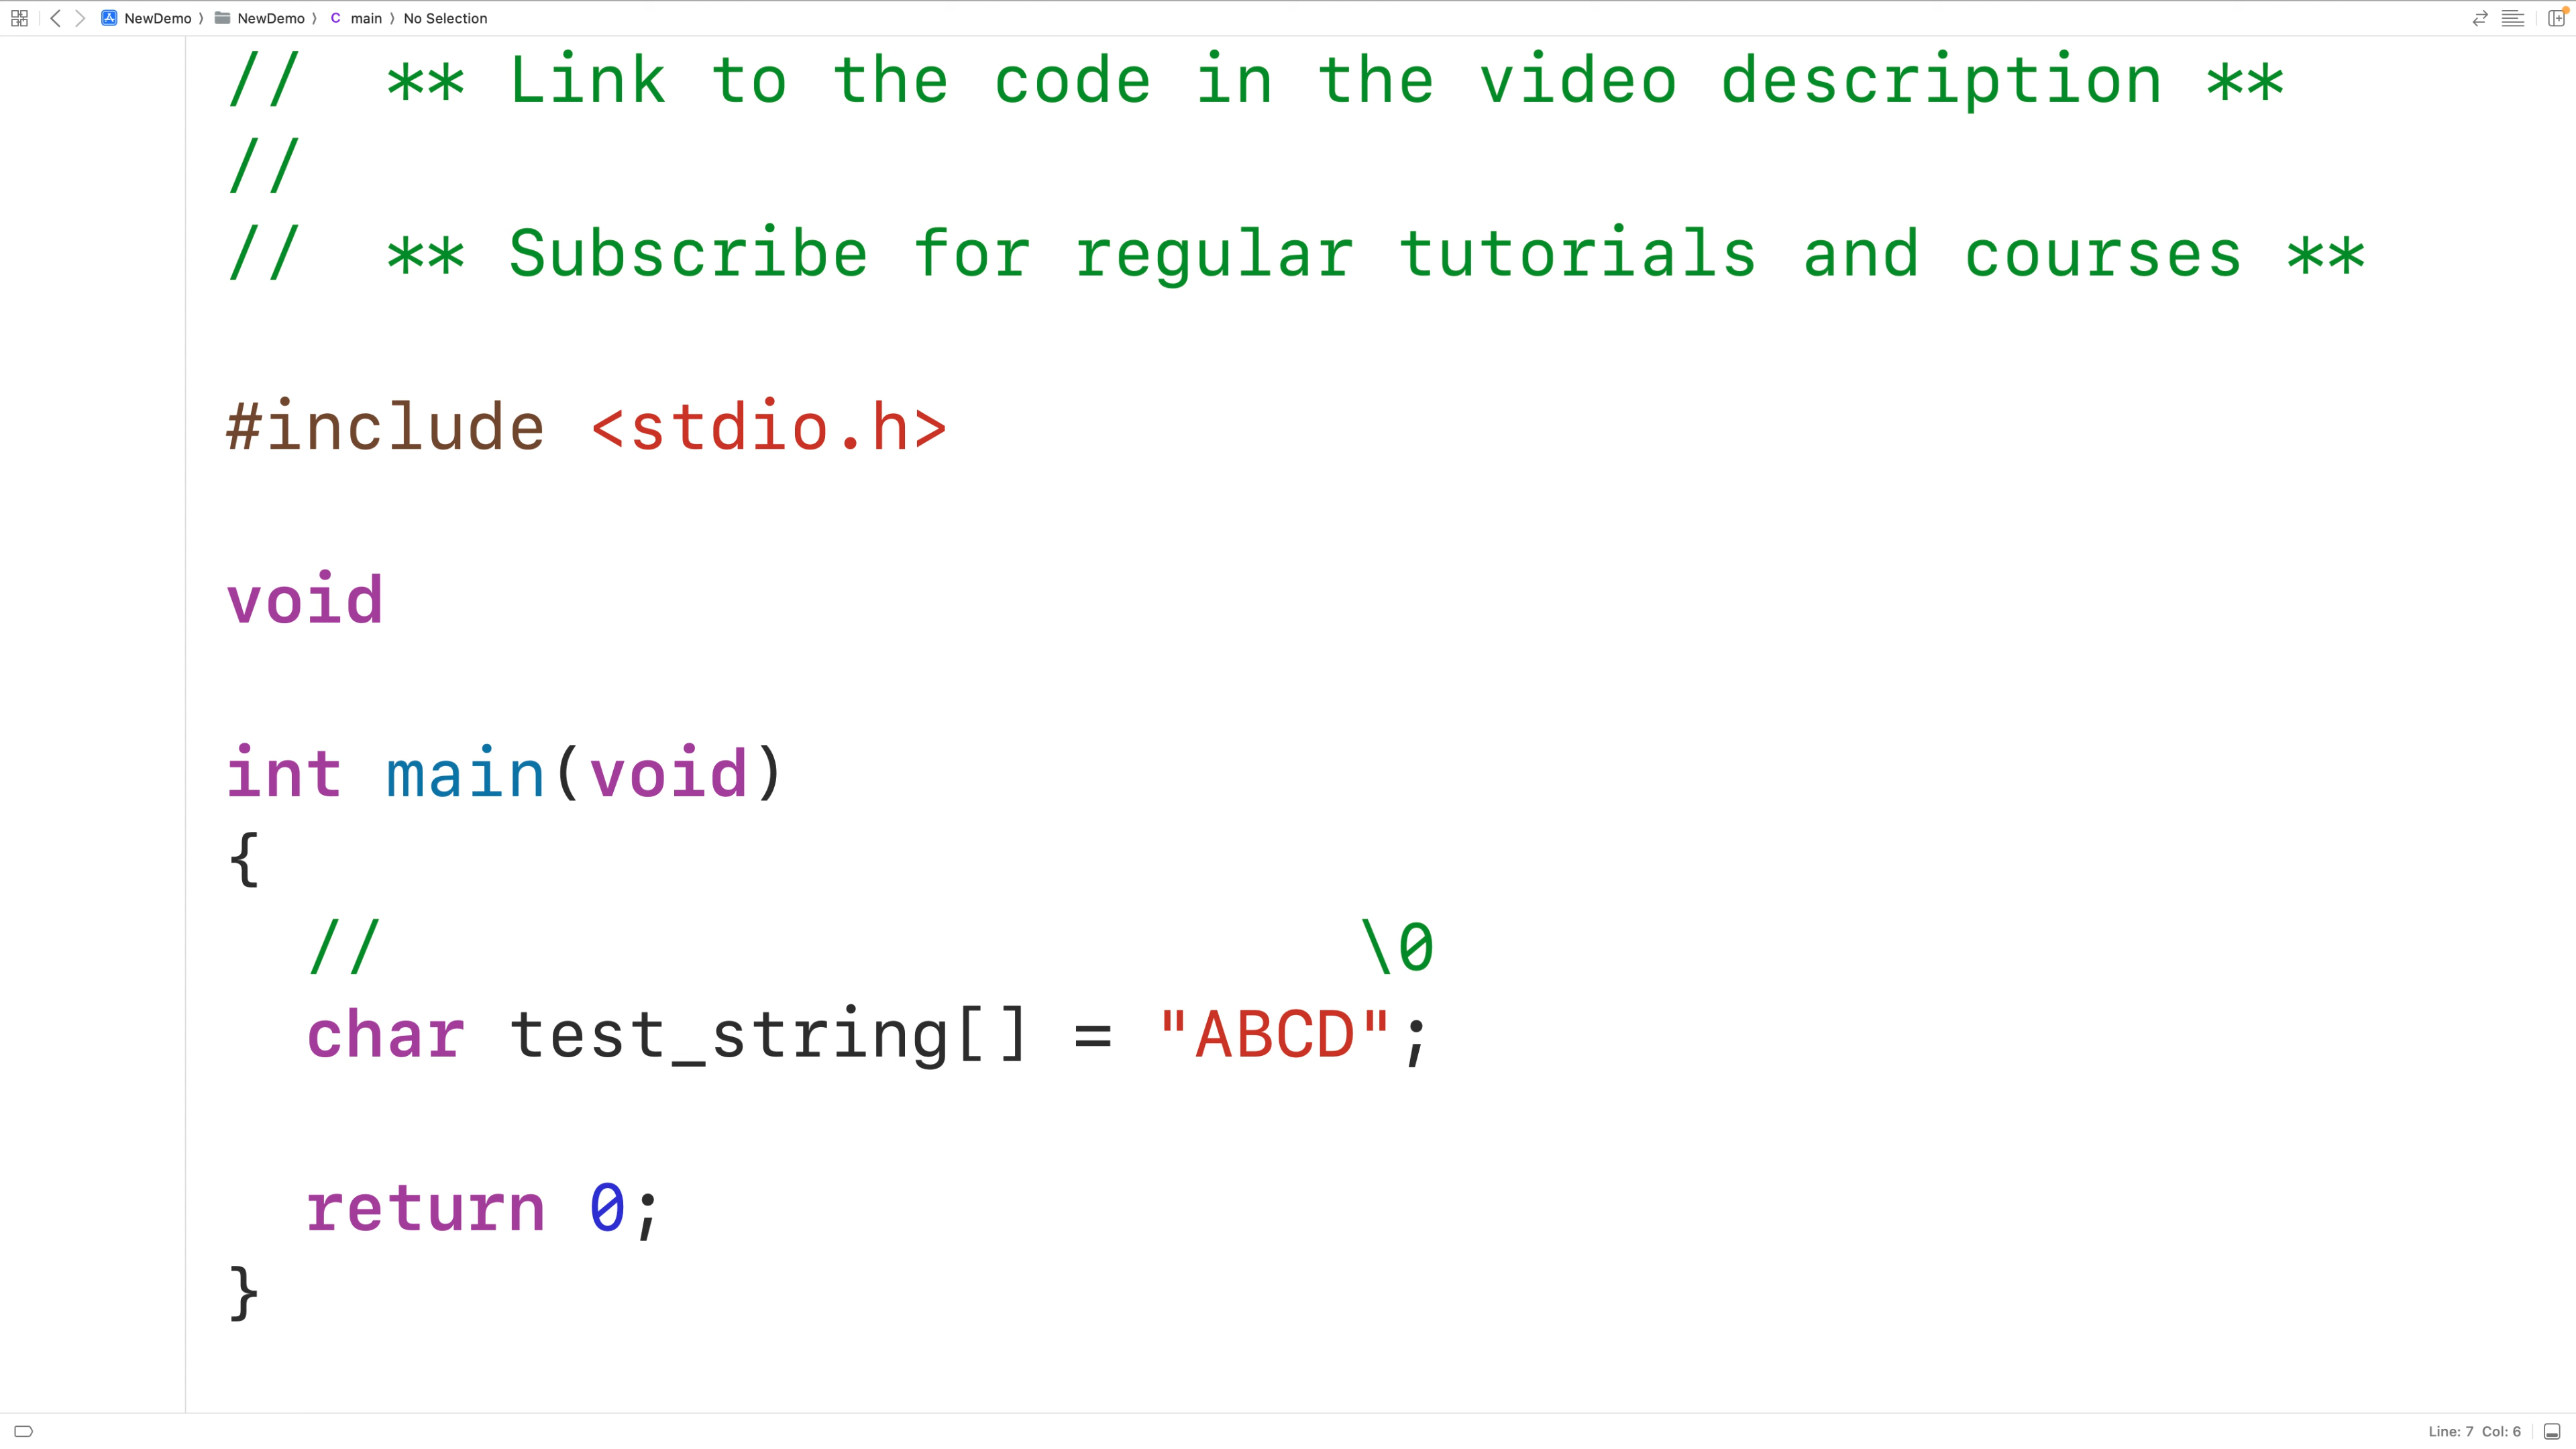 NewDemo 〉 NewDemo 〉 C main 〉 No Selection
// ** Link to the code in the video description **
//
// ** Subscribe for regular tutorials and courses **
#include <stdio.h>
void
int main(void)
{
//                        \0
char test_string[] = "ABCD";
return 0;
}
Line: 7 Col: 6